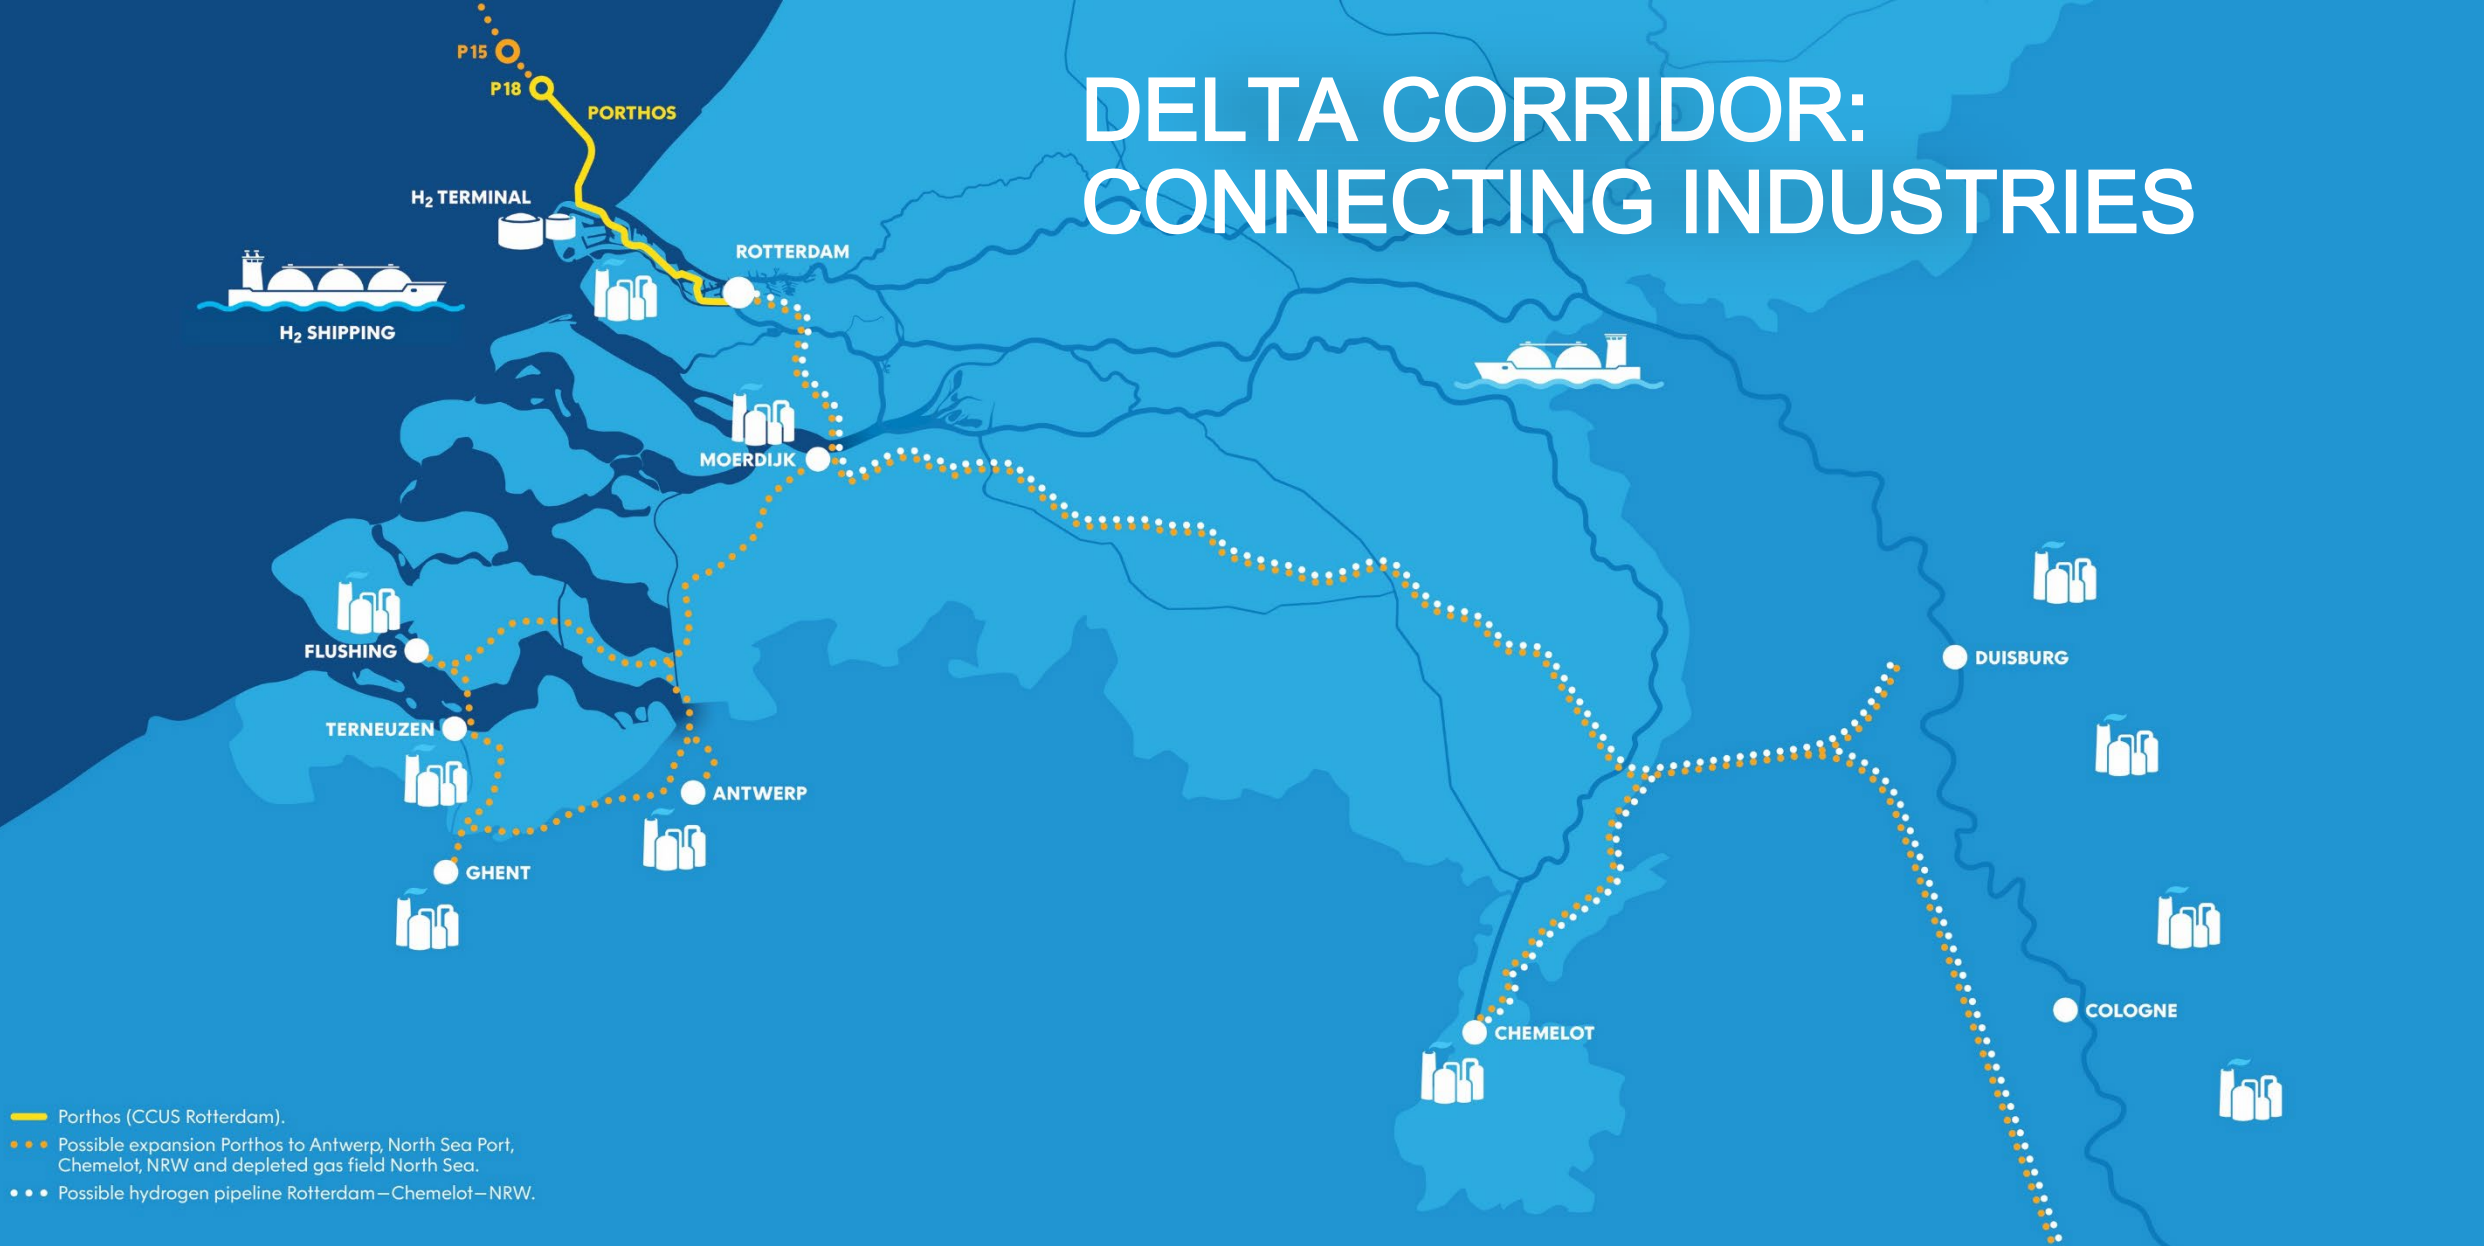 DELTA CORRIDOR:
CONNECTING INDUSTRIES
P15
P18
PORTHOS
H₂ TERMINAL
ROTTERDAM
H₂ SHIPPING
MOERDIJK
FLUSHING
DUISBURG
TERNEUZEN
ANTWERP
GHENT
COLOGNE
CHEMELOT
Porthos (CCUS Rotterdam).
Possible expansion Porthos to Antwerp, North Sea Port,
Chemelot, NRW and depleted gas field North Sea.
Possible hydrogen pipeline Rotterdam–Chemelot–NRW.